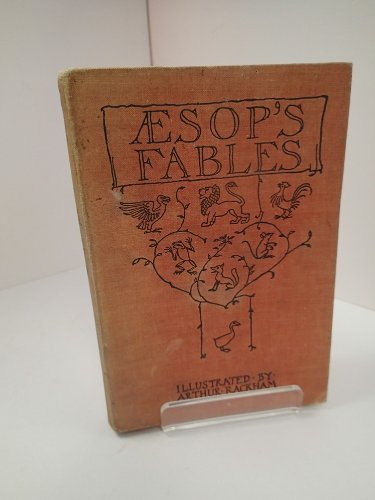 ÆSOP'S
FABLES
ILLUSTRATED · BY ·
ARTHUR · RACKHAM